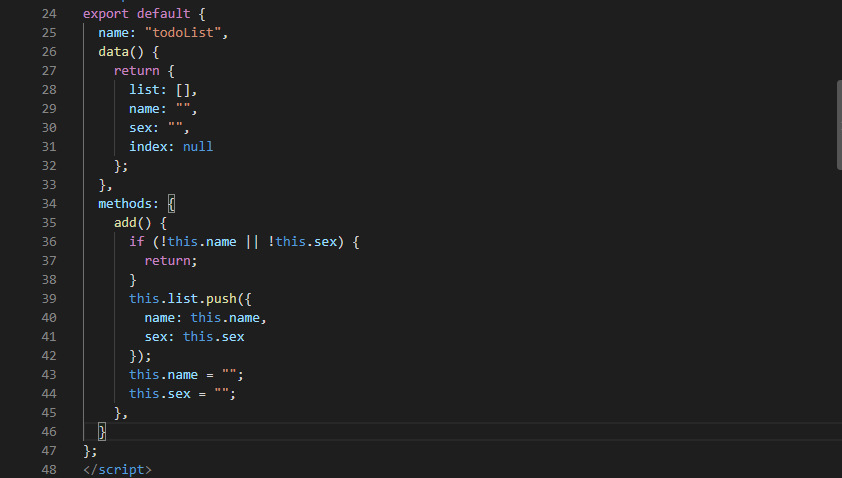 24 export default {
25   name: "todoList",
26   data() {
27     return {
28       list: [],
29       name: "",
30       sex: "",
31       index: null
32     };
33   },
34   methods: {
35     add() {
36       if (!this.name || !this.sex) {
37         return;
38       }
39       this.list.push({
40         name: this.name,
41         sex: this.sex
42       });
43       this.name = "";
44       this.sex = "";
45     },
46   }
47 };
48 </script>